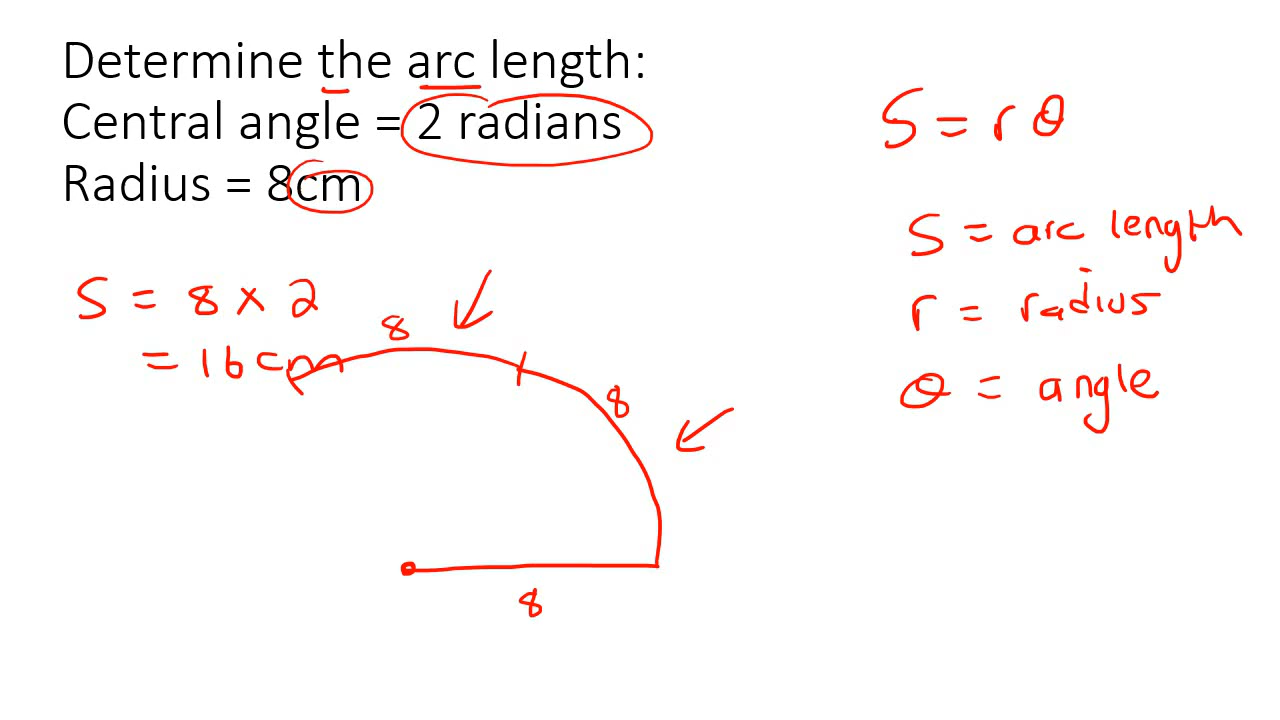 Determine the arc length:
Central angle = 2 radians
Radius = 8cm
S = rθ
S = arc length
r = radius
θ = angle
S = 8 × 2
= 16cm
8
8
8